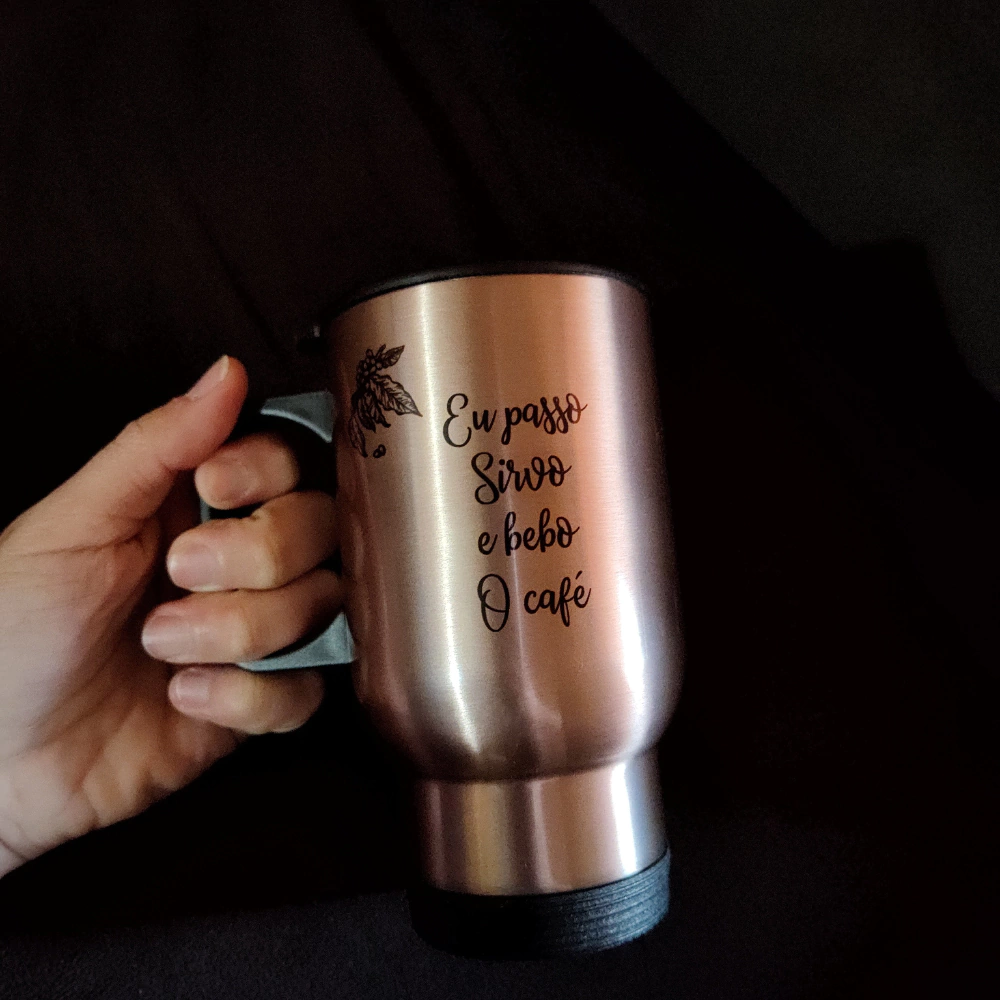 Eu passo
Sirvo
e bebo
O café